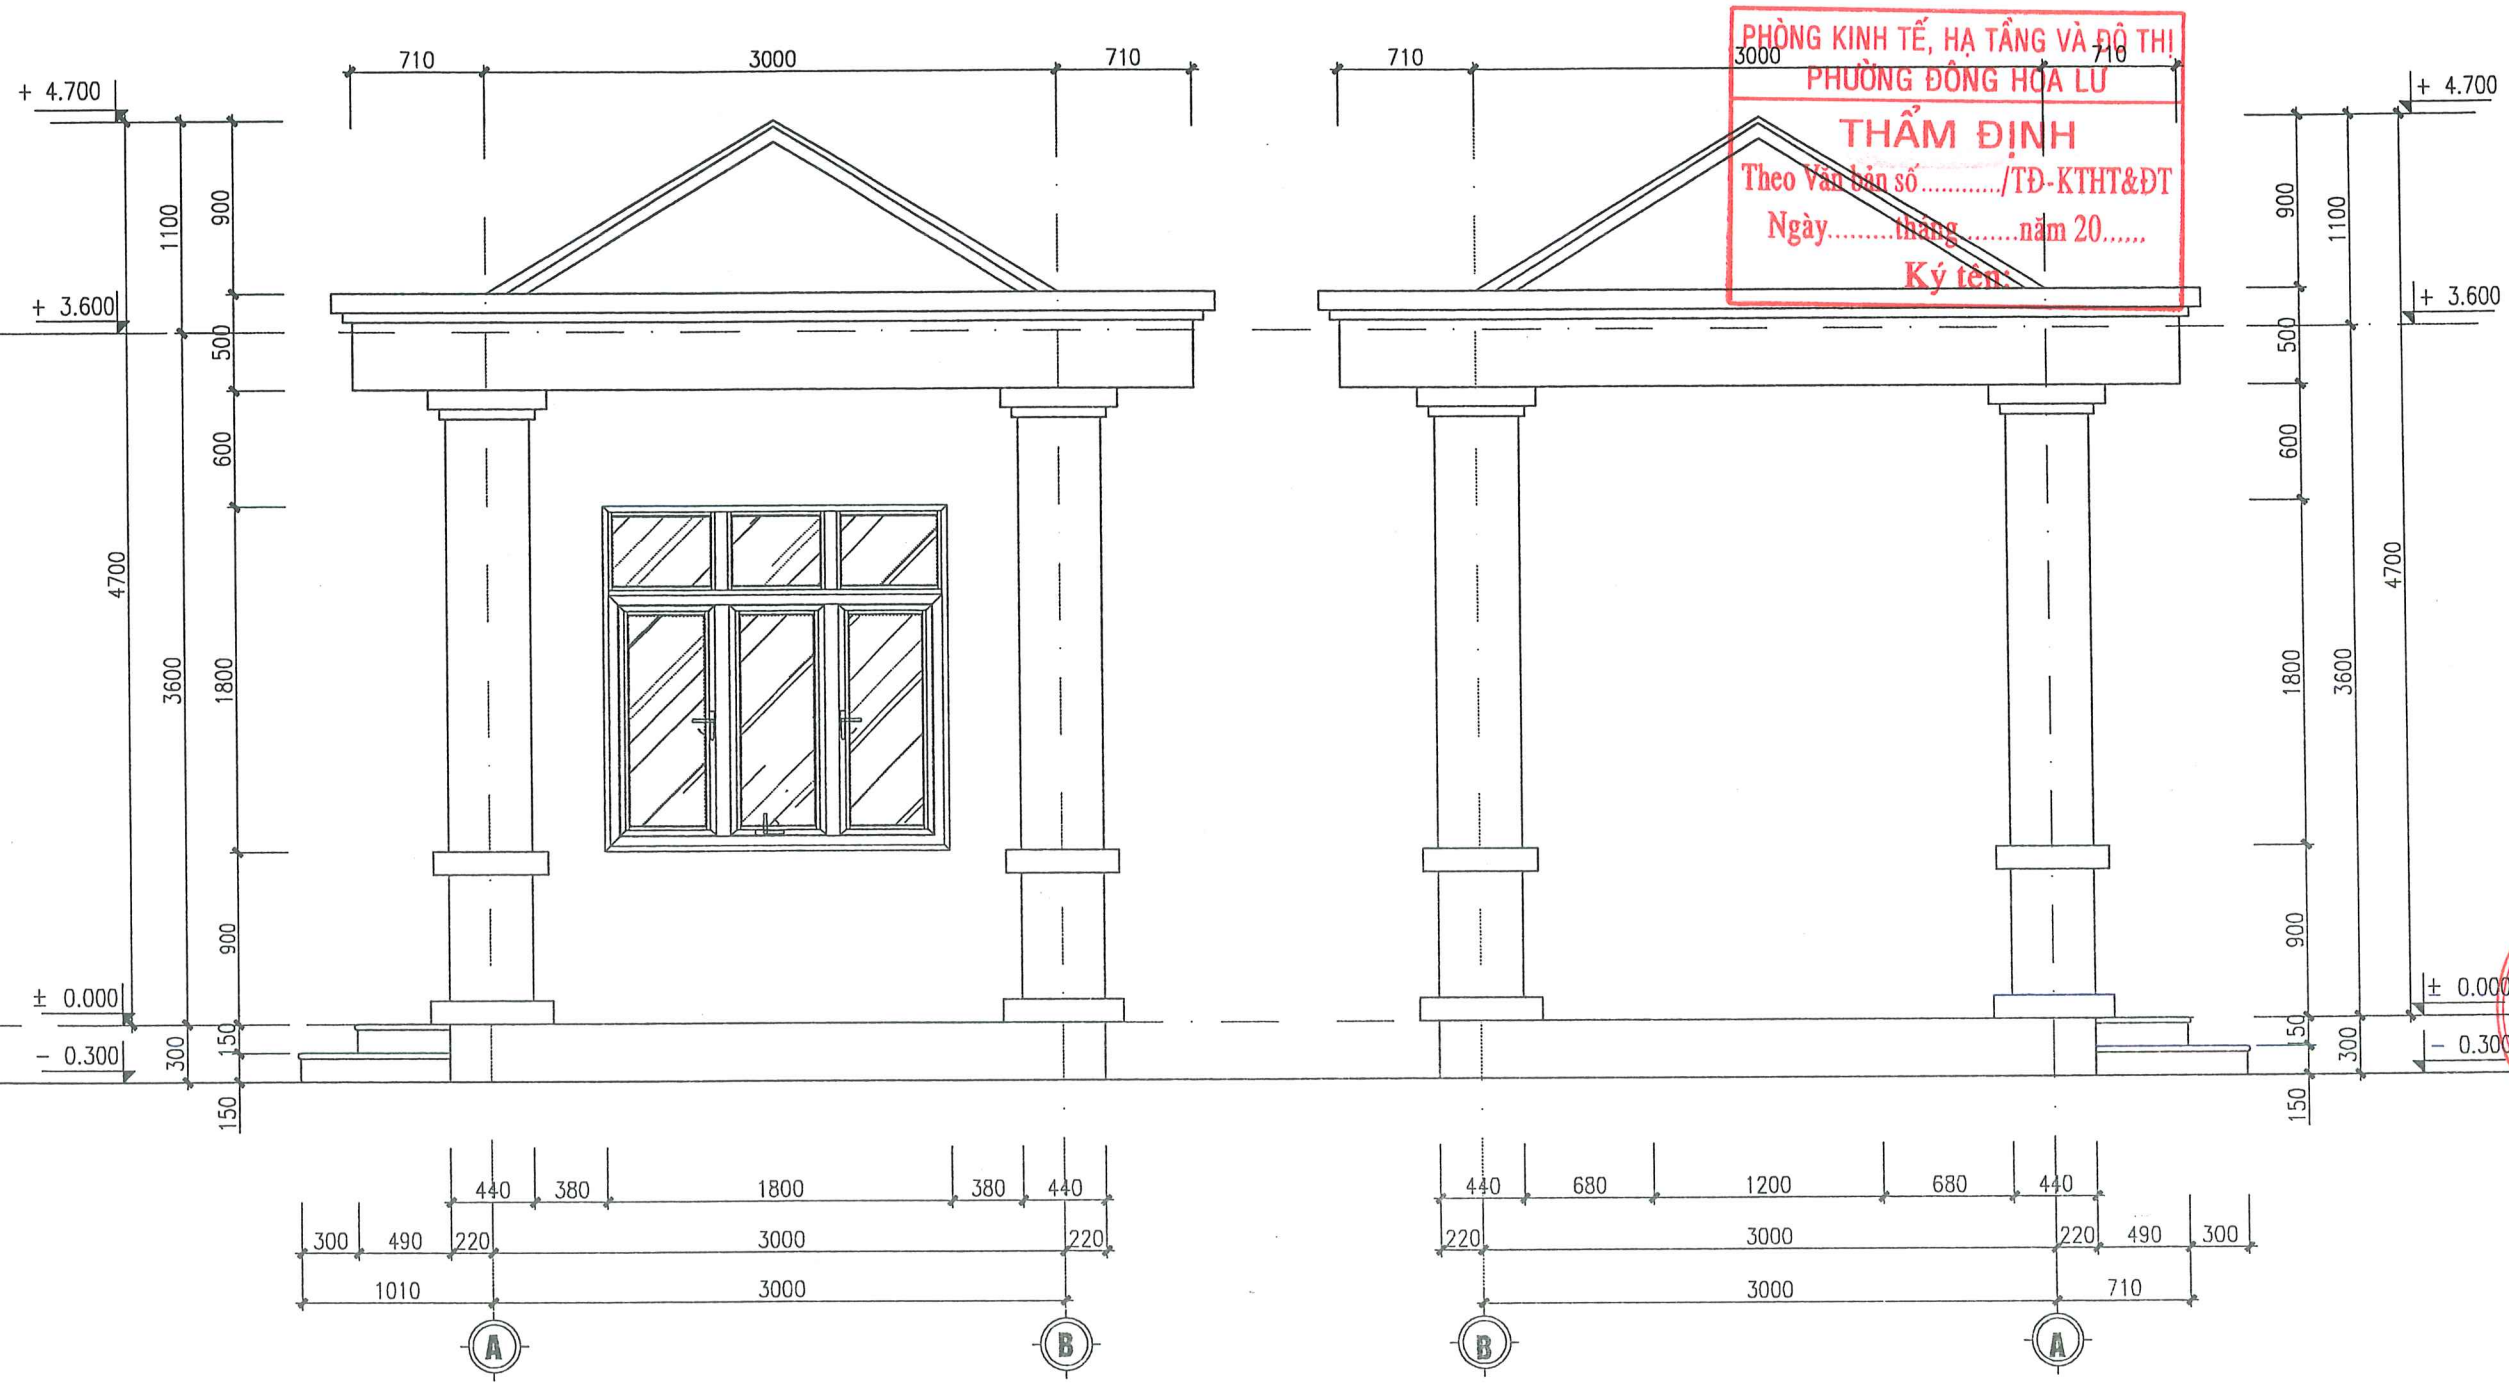 710 3000 710
+ 4.700
900
1100
+ 3.600
500
600
4700
3600
1800
900
± 0.000
150
- 0.300
300
150
440 380 1800 380 440
300 490 220 3000 220
1010 3000
A B
PHÒNG KINH TẾ, HẠ TẦNG VÀ ĐÔ THỊ
PHƯỜNG ĐÔNG HOA LƯ
THẨM ĐỊNH
Theo Văn bản số............/TĐ-KTHT&ĐT
Ngày.........tháng.......năm 20......
Ký tên:
710 3000 710
+ 4.700
900
1100
+ 3.600
500
600
4700
3600
1800
900
± 0.000
150
- 0.300
300
150
440 680 1200 680 440
220 3000 220 490 300
3000 710
B A